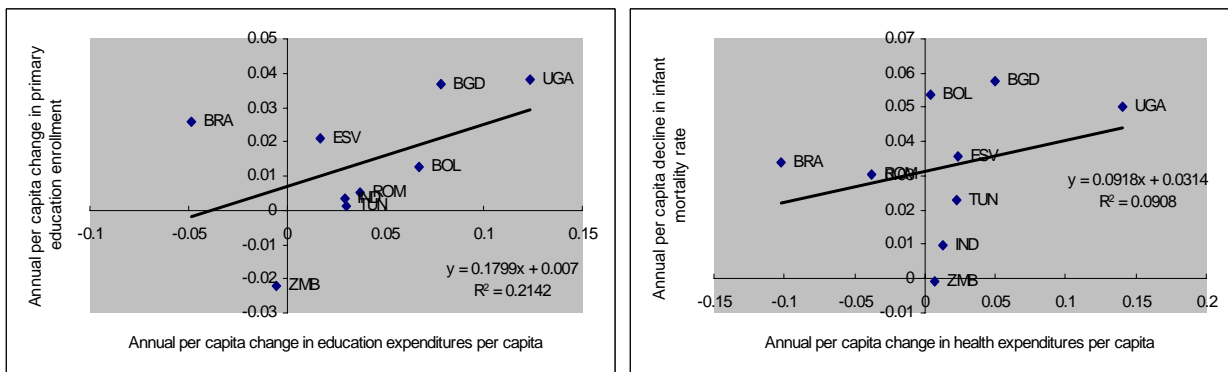 Annual per capita change in primary
education enrollment
0.05
0.04
0.03
0.02
0.01
0
-0.01
-0.02
-0.03
-0.1
-0.05
0
0.05
0.1
0.15
BRA
ESV
BGD
UGA
BOL
ROM
IND
TUN
ZMB
y = 0.1799x + 0.007
R² = 0.2142
Annual per capita change in education expenditures per capita
Annual per capita decline in infant
mortality rate
0.07
0.06
0.05
0.04
0.03
0.02
0.01
0
-0.01
-0.15
-0.1
-0.05
0
0.05
0.1
0.15
0.2
BGD
BOL
UGA
BRA
ESV
ROM
TUN
IND
ZMB
y = 0.0918x + 0.0314
R² = 0.0908
Annual per capita change in health expenditures per capita